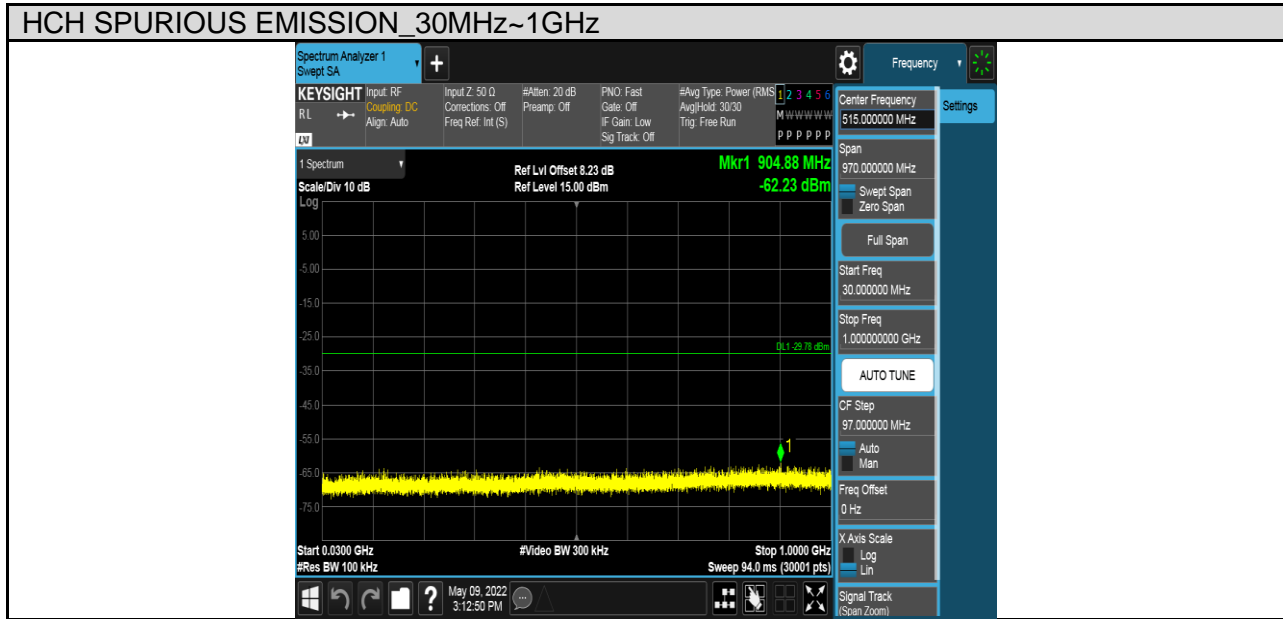 HCH SPURIOUS EMISSION_30MHz~1GHz
Spectrum Analyzer 1
Swept SA
+
Frequency
KEYSIGHT
RL
LXI
Input: RF
Coupling: DC
Align: Auto
Input Z: 50 Ω
Corrections: Off
Freq Ref: Int (S)
#Atten: 20 dB
Preamp: Off
PNO: Fast
Gate: Off
IF Gain: Low
Sig Track: Off
#Avg Type: Power (RMS
Avg|Hold: 30/30
Trig: Free Run
1 2 3 4 5 6
M W W W W W
P P P P P P
1 Spectrum
Scale/Div 10 dB
Log
Ref Lvl Offset 8.23 dB
Ref Level 15.00 dBm
Mkr1 904.88 MHz
-62.23 dBm
5.00
-5.00
-15.0
-25.0
DL1 -29.78 dBm
-35.0
-45.0
-55.0
1
-65.0
-75.0
Start 0.0300 GHz
#Res BW 100 kHz
#Video BW 300 kHz
Stop 1.0000 GHz
Sweep 94.0 ms (30001 pts)
?
May 09, 2022
3:12:50 PM
Center Frequency
515.000000 MHz
Settings
Span
970.000000 MHz
Swept Span
Zero Span
Full Span
Start Freq
30.000000 MHz
Stop Freq
1.000000000 GHz
AUTO TUNE
CF Step
97.000000 MHz
Auto
Man
Freq Offset
0 Hz
X Axis Scale
Log
Lin
Signal Track
(Span Zoom)